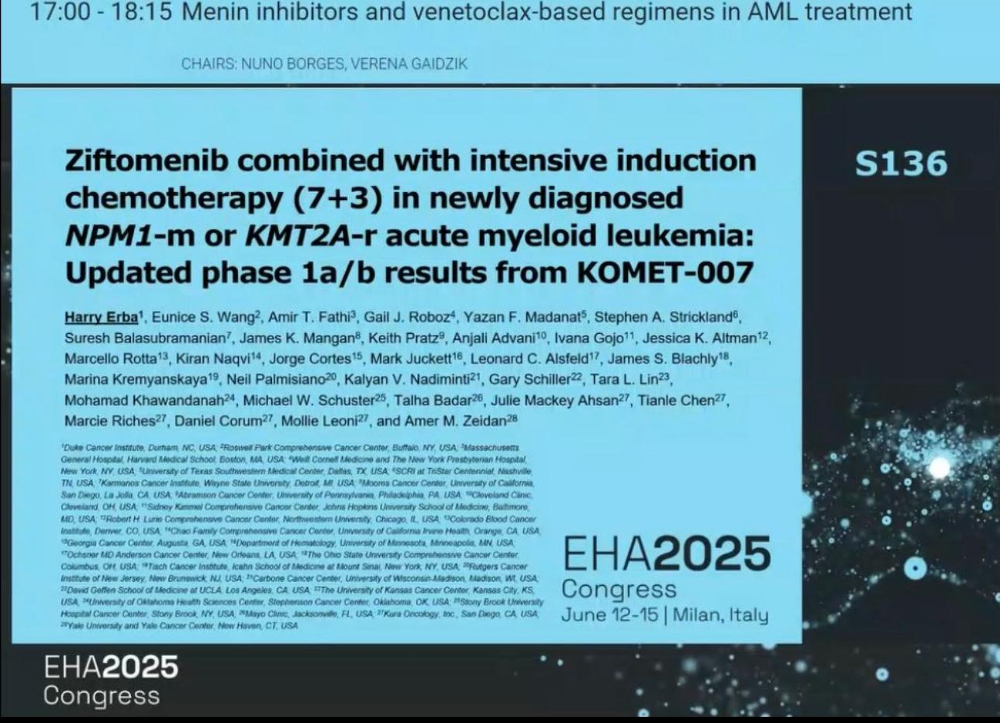 17:00 - 18:15 Menin inhibitors and venetoclax-based regimens in AML treatment
CHAIRS: NUNO BORGES, VERENA GAIDZIK
Ziftomenib combined with intensive induction
chemotherapy (7+3) in newly diagnosed
NPM1-m or KMT2A-r acute myeloid leukemia:
Updated phase 1a/b results from KOMET-007
S136
Harry Erba¹, Eunice S. Wang², Amir T. Fathi³, Gail J. Roboz⁴, Yazan F. Madanat⁵, Stephen A. Strickland⁶,
Suresh Balasubramanian⁷, James K. Mangan⁸, Keith Pratz⁹, Anjali Advani¹⁰, Ivana Gojo¹¹, Jessica K. Altman¹²,
Marcello Rotta¹³, Kiran Naqvi¹⁴, Jorge Cortes¹⁵, Mark Juckett¹⁶, Leonard C. Alsfeld¹⁷, James S. Blachly¹⁸,
Marina Kremyanskaya¹⁹, Neil Palmisiano²⁰, Kalyan V. Nadiminti²¹, Gary Schiller²², Tara L. Lin²³,
Mohamad Khawandanah²⁴, Michael W. Schuster²⁵, Talha Badar²⁶, Julie Mackey Ahsan²⁷, Tianle Chen²⁷,
Marcie Riches²⁷, Daniel Corum²⁷, Mollie Leoni²⁷, and Amer M. Zeidan²⁸
¹Duke Cancer Institute, Durham, NC, USA; ²Roswell Park Comprehensive Cancer Center, Buffalo, NY, USA; ³Massachusetts
General Hospital, Harvard Medical School, Boston, MA, USA; ⁴Weill Cornell Medicine and The New York Presbyterian Hospital,
New York, NY, USA; ⁵University of Texas Southwestern Medical Center, Dallas, TX, USA; ⁶SCRI at TriStar Centennial, Nashville,
TN, USA; ⁷Karmanos Cancer Institute, Wayne State University, Detroit, MI, USA; ⁸Moores Cancer Center, University of California,
San Diego, La Jolla, CA, USA; ⁹Abramson Cancer Center, University of Pennsylvania, Philadelphia, PA, USA; ¹⁰Cleveland Clinic,
Cleveland, OH, USA; ¹¹Sidney Kimmel Comprehensive Cancer Center, Johns Hopkins University School of Medicine, Baltimore,
MD, USA; ¹²Robert H. Lurie Comprehensive Cancer Center, Northwestern University, Chicago, IL, USA; ¹³Colorado Blood Cancer
Institute, Denver, CO, USA; ¹⁴Chao Family Comprehensive Cancer Center, University of California Irvine Health, Orange, CA, USA;
¹⁵Georgia Cancer Center, Augusta, GA, USA; ¹⁶Department of Hematology, University of Minnesota, Minneapolis, MN, USA;
¹⁷Ochsner MD Anderson Cancer Center, New Orleans, LA, USA; ¹⁸The Ohio State University Comprehensive Cancer Center,
Columbus, OH, USA; ¹⁹Tisch Cancer Institute, Icahn School of Medicine at Mount Sinai, New York, NY, USA; ²⁰Rutgers Cancer
Institute of New Jersey, New Brunswick, NJ, USA; ²¹Carbone Cancer Center, University of Wisconsin-Madison, Madison, WI, USA;
²²David Geffen School of Medicine at UCLA, Los Angeles, CA, USA; ²³The University of Kansas Cancer Center, Kansas City, KS,
USA; ²⁴University of Oklahoma Health Sciences Center, Stephenson Cancer Center, Oklahoma, OK, USA; ²⁵Stony Brook University
Hospital Cancer Center, Stony Brook, NY, USA; ²⁶Mayo Clinic, Jacksonville, FL, USA; ²⁷Kura Oncology, Inc., San Diego, CA, USA;
²⁸Yale University and Yale Cancer Center, New Haven, CT, USA
EHA2025
Congress
June 12-15 | Milan, Italy
EHA2025
Congress